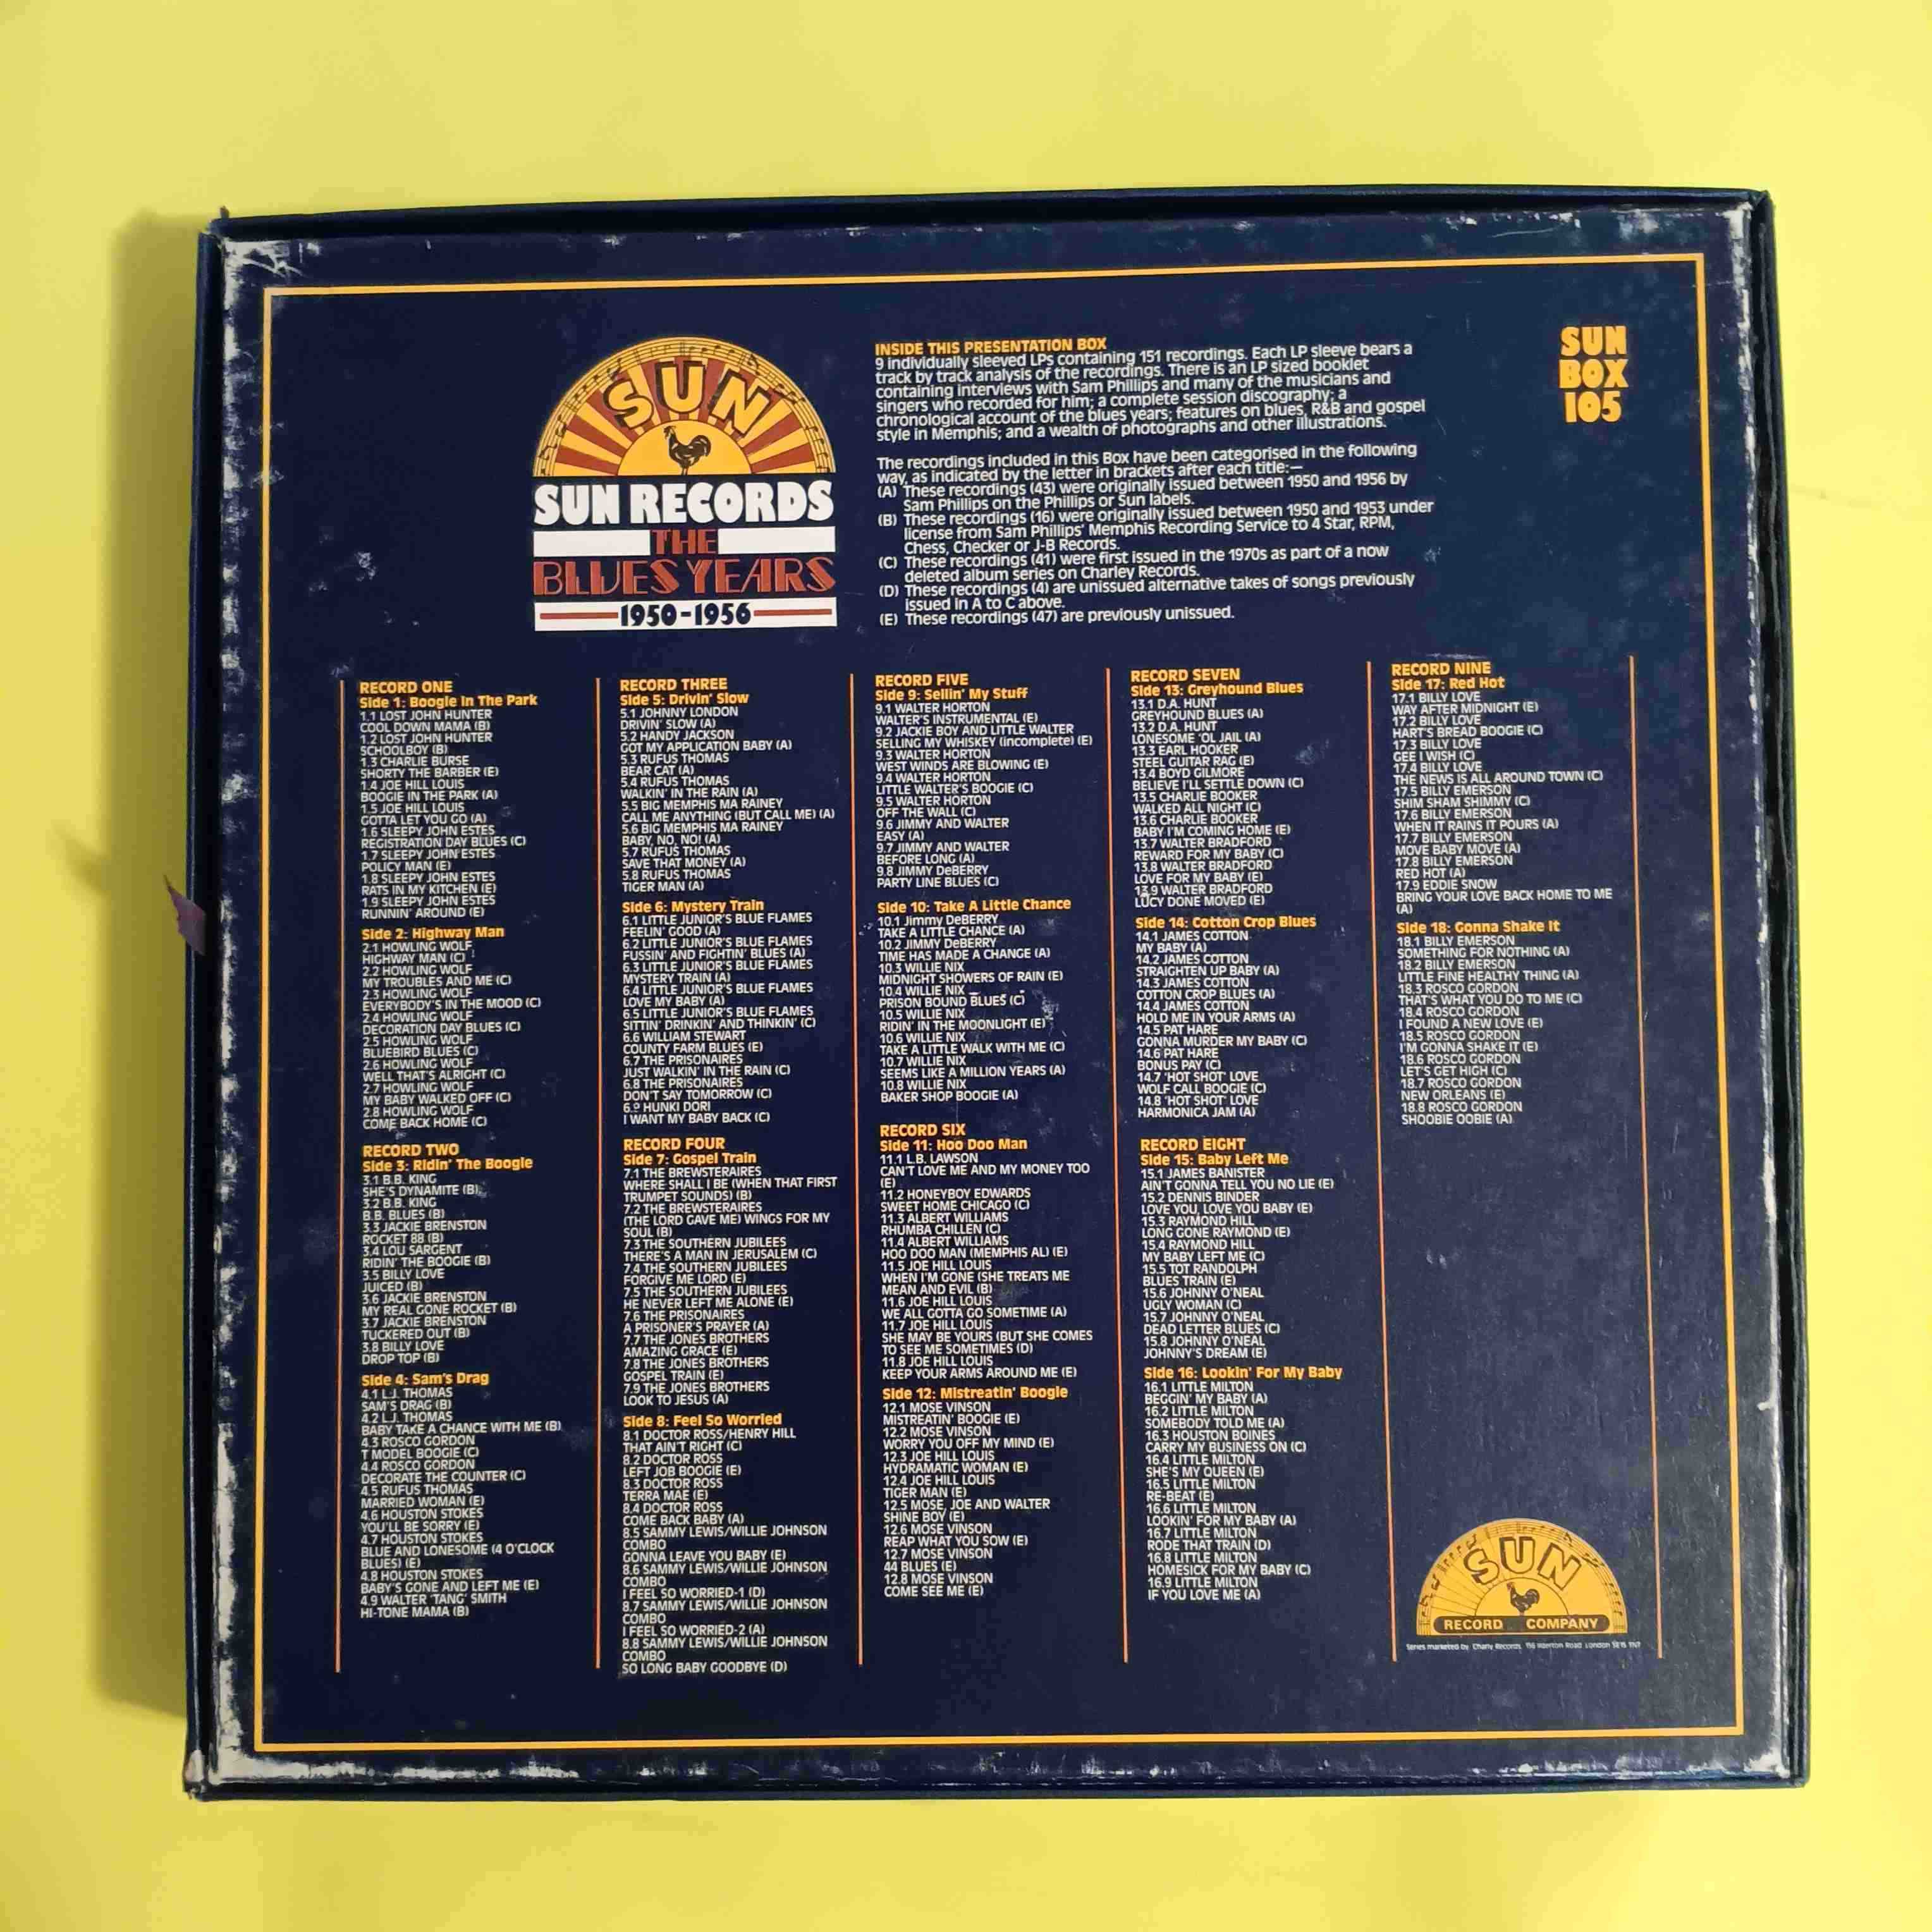 SUN
SUN RECORDS
THE
BLUES YEARS
1950-1956
INSIDE THIS PRESENTATION BOX
9 individually sleeved LPs containing 151 recordings. Each LP sleeve bears a
track by track analysis of the recordings. There is an LP sized booklet
containing interviews with Sam Phillips and many of the musicians and
singers who recorded for him; a complete session discography; a
chronological account of the blues years; features on blues, R&B and gospel
style in Memphis; and a wealth of photographs and other illustrations.
The recordings included in this Box have been categorised in the following
way, as indicated by the letter in brackets after each title:—
(A) These recordings (43) were originally issued between 1950 and 1956 by
Sam Phillips on the Phillips or Sun labels.
(B) These recordings (16) were originally issued between 1950 and 1953 under
license from Sam Phillips' Memphis Recording Service to 4 Star, RPM,
Chess, Checker or J-B Records.
(C) These recordings (41) were first issued in the 1970s as part of a now
deleted album series on Charley Records.
(D) These recordings (4) are unissued alternative takes of songs previously
issued in A to C above.
(E) These recordings (47) are previously unissued.
SUN
BOX
105
RECORD ONE
Side 1: Boogie In The Park
1.1 LOST JOHN HUNTER
COOL DOWN MAMA (B)
1.2 LOST JOHN HUNTER
SCHOOLBOY (B)
1.3 CHARLIE BURSE
SHORTY THE BARBER (E)
1.4 JOE HILL LOUIS
BOOGIE IN THE PARK (A)
1.5 JOE HILL LOUIS
GOTTA LET YOU GO (A)
1.6 SLEEPY JOHN ESTES
REGISTRATION DAY BLUES (C)
1.7 SLEEPY JOHN ESTES
POLICY MAN (E)
1.8 SLEEPY JOHN ESTES
RATS IN MY KITCHEN (E)
1.9 SLEEPY JOHN ESTES
RUNNIN' AROUND (E)
Side 2: Highway Man
2.1 HOWLING WOLF
HIGHWAY MAN (C)
2.2 HOWLING WOLF
MY TROUBLES AND ME (C)
2.3 HOWLING WOLF
EVERYBODY'S IN THE MOOD (C)
2.4 HOWLING WOLF
DECORATION DAY BLUES (C)
2.5 HOWLING WOLF
BLUEBIRD BLUES (C)
2.6 HOWLING WOLF
WELL THAT'S ALRIGHT (C)
2.7 HOWLING WOLF
MY BABY WALKED OFF (C)
2.8 HOWLING WOLF
COME BACK HOME (C)
RECORD TWO
Side 3: Ridin' The Boogie
3.1 B.B. KING
SHE'S DYNAMITE (B)
3.2 B.B. KING
B.B. BLUES (B)
3.3 JACKIE BRENSTON
ROCKET 88 (B)
3.4 LOU SARGENT
RIDIN' THE BOOGIE (B)
3.5 BILLY LOVE
JUICED (B)
3.6 JACKIE BRENSTON
MY REAL GONE ROCKET (B)
3.7 JACKIE BRENSTON
TUCKERED OUT (B)
3.8 BILLY LOVE
DROP TOP (B)
Side 4: Sam's Drag
4.1 L.J. THOMAS
SAM'S DRAG (B)
4.2 L.J. THOMAS
BABY TAKE A CHANCE WITH ME (B)
4.3 ROSCO GORDON
T MODEL BOOGIE (C)
4.4 ROSCO GORDON
DECORATE THE COUNTER (C)
4.5 RUFUS THOMAS
MARRIED WOMAN (E)
4.6 HOUSTON STOKES
YOU'LL BE SORRY (E)
4.7 HOUSTON STOKES
BLUE AND LONESOME (4 O'CLOCK
BLUES) (E)
4.8 HOUSTON STOKES
BABY'S GONE AND LEFT ME (E)
4.9 WALTER 'TANG' SMITH
HI-TONE MAMA (B)
RECORD THREE
Side 5: Drivin' Slow
5.1 JOHNNY LONDON
DRIVIN' SLOW (A)
5.2 HANDY JACKSON
GOT MY APPLICATION BABY (A)
5.3 RUFUS THOMAS
BEAR CAT (A)
5.4 RUFUS THOMAS
WALKIN' IN THE RAIN (A)
5.5 BIG MEMPHIS MA RAINEY
CALL ME ANYTHING (BUT CALL ME) (A)
5.6 BIG MEMPHIS MA RAINEY
BABY, NO, NO! (A)
5.7 RUFUS THOMAS
SAVE THAT MONEY (A)
5.8 RUFUS THOMAS
TIGER MAN (A)
Side 6: Mystery Train
6.1 LITTLE JUNIOR'S BLUE FLAMES
FEELIN' GOOD (A)
6.2 LITTLE JUNIOR'S BLUE FLAMES
FUSSIN' AND FIGHTIN' BLUES (A)
6.3 LITTLE JUNIOR'S BLUE FLAMES
MYSTERY TRAIN (A)
6.4 LITTLE JUNIOR'S BLUE FLAMES
LOVE MY BABY (A)
6.5 LITTLE JUNIOR'S BLUE FLAMES
SITTIN' DRINKIN' AND THINKIN' (C)
6.6 WILLIAM STEWART
COUNTY FARM BLUES (E)
6.7 THE PRISONAIRES
JUST WALKIN' IN THE RAIN (C)
6.8 THE PRISONAIRES
DON'T SAY TOMORROW (C)
6.9 HUNKI DORI
I WANT MY BABY BACK (C)
RECORD FOUR
Side 7: Gospel Train
7.1 THE BREWSTERAIRES
WHERE SHALL I BE (WHEN THAT FIRST
TRUMPET SOUNDS) (B)
7.2 THE BREWSTERAIRES
(THE LORD GAVE ME) WINGS FOR MY
SOUL (B)
7.3 THE SOUTHERN JUBILEES
THERE'S A MAN IN JERUSALEM (C)
7.4 THE SOUTHERN JUBILEES
FORGIVE ME LORD (E)
7.5 THE SOUTHERN JUBILEES
HE NEVER LEFT ME ALONE (E)
7.6 THE PRISONAIRES
A PRISONER'S PRAYER (A)
7.7 THE JONES BROTHERS
AMAZING GRACE (E)
7.8 THE JONES BROTHERS
GOSPEL TRAIN (E)
7.9 THE JONES BROTHERS
LOOK TO JESUS (A)
Side 8: Feel So Worried
8.1 DOCTOR ROSS/HENRY HILL
THAT AIN'T RIGHT (C)
8.2 DOCTOR ROSS
LEFT JOB BOOGIE (E)
8.3 DOCTOR ROSS
TERRA MAE (E)
8.4 DOCTOR ROSS
COME BACK BABY (A)
8.5 SAMMY LEWIS/WILLIE JOHNSON
COMBO
GONNA LEAVE YOU BABY (E)
8.6 SAMMY LEWIS/WILLIE JOHNSON
COMBO
I FEEL SO WORRIED-1 (D)
8.7 SAMMY LEWIS/WILLIE JOHNSON
COMBO
I FEEL SO WORRIED-2 (A)
8.8 SAMMY LEWIS/WILLIE JOHNSON
COMBO
SO LONG BABY GOODBYE (D)
RECORD FIVE
Side 9: Sellin' My Stuff
9.1 WALTER HORTON
WALTER'S INSTRUMENTAL (E)
9.2 JACKIE BOY AND LITTLE WALTER
SELLING MY WHISKEY (incomplete) (E)
9.3 WALTER HORTON
WEST WINDS ARE BLOWING (E)
9.4 WALTER HORTON
LITTLE WALTER'S BOOGIE (C)
9.5 WALTER HORTON
OFF THE WALL (C)
9.6 JIMMY AND WALTER
EASY (A)
9.7 JIMMY AND WALTER
BEFORE LONG (A)
9.8 JIMMY DeBERRY
PARTY LINE BLUES (C)
Side 10: Take A Little Chance
10.1 Jimmy DeBERRY
TAKE A LITTLE CHANCE (A)
10.2 JIMMY DeBERRY
TIME HAS MADE A CHANGE (A)
10.3 WILLIE NIX
MIDNIGHT SHOWERS OF RAIN (E)
10.4 WILLIE NIX
PRISON BOUND BLUES (C)
10.5 WILLIE NIX
RIDIN' IN THE MOONLIGHT (E)
10.6 WILLIE NIX
TAKE A LITTLE WALK WITH ME (C)
10.7 WILLIE NIX
SEEMS LIKE A MILLION YEARS (A)
10.8 WILLIE NIX
BAKER SHOP BOOGIE (A)
RECORD SIX
Side 11: Hoo Doo Man
11.1 L.B. LAWSON
CAN'T LOVE ME AND MY MONEY TOO
(E)
11.2 HONEYBOY EDWARDS
SWEET HOME CHICAGO (C)
11.3 ALBERT WILLIAMS
RHUMBA CHILLEN (C)
11.4 ALBERT WILLIAMS
HOO DOO MAN (MEMPHIS AL) (E)
11.5 JOE HILL LOUIS
WHEN I'M GONE (SHE TREATS ME
MEAN AND EVIL (B)
11.6 JOE HILL LOUIS
WE ALL GOTTA GO SOMETIME (A)
11.7 JOE HILL LOUIS
SHE MAY BE YOURS (BUT SHE COMES
TO SEE ME SOMETIMES (D)
11.8 JOE HILL LOUIS
KEEP YOUR ARMS AROUND ME (E)
Side 12: Mistreatin' Boogie
12.1 MOSE VINSON
MISTREATIN' BOOGIE (E)
12.2 MOSE VINSON
WORRY YOU OFF MY MIND (E)
12.3 JOE HILL LOUIS
HYDRAMATIC WOMAN (E)
12.4 JOE HILL LOUIS
TIGER MAN (E)
12.5 MOSE, JOE AND WALTER
SHINE BOY (E)
12.6 MOSE VINSON
REAP WHAT YOU SOW (E)
12.7 MOSE VINSON
44 BLUES (E)
12.8 MOSE VINSON
COME SEE ME (E)
RECORD SEVEN
Side 13: Greyhound Blues
13.1 D.A. HUNT
GREYHOUND BLUES (A)
13.2 D.A. HUNT
LONESOME 'OL JAIL (A)
13.3 EARL HOOKER
STEEL GUITAR RAG (E)
13.4 BOYD GILMORE
BELIEVE I'LL SETTLE DOWN (C)
13.5 CHARLIE BOOKER
WALKED ALL NIGHT (C)
13.6 CHARLIE BOOKER
BABY I'M COMING HOME (E)
13.7 WALTER BRADFORD
REWARD FOR MY BABY (C)
13.8 WALTER BRADFORD
LOVE FOR MY BABY (E)
13.9 WALTER BRADFORD
LUCY DONE MOVED (E)
Side 14: Cotton Crop Blues
14.1 JAMES COTTON
MY BABY (A)
14.2 JAMES COTTON
STRAIGHTEN UP BABY (A)
14.3 JAMES COTTON
COTTON CROP BLUES (A)
14.4 JAMES COTTON
HOLD ME IN YOUR ARMS (A)
14.5 PAT HARE
GONNA MURDER MY BABY (C)
14.6 PAT HARE
BONUS PAY (C)
14.7 'HOT SHOT' LOVE
WOLF CALL BOOGIE (C)
14.8 'HOT SHOT' LOVE
HARMONICA JAM (A)
RECORD EIGHT
Side 15: Baby Left Me
15.1 JAMES BANISTER
AIN'T GONNA TELL YOU NO LIE (E)
15.2 DENNIS BINDER
LOVE YOU, LOVE YOU BABY (E)
15.3 RAYMOND HILL
LONG GONE RAYMOND (E)
15.4 RAYMOND HILL
MY BABY LEFT ME (C)
15.5 TOT RANDOLPH
BLUES TRAIN (E)
15.6 JOHNNY O'NEAL
UGLY WOMAN (C)
15.7 JOHNNY O'NEAL
DEAD LETTER BLUES (C)
15.8 JOHNNY O'NEAL
JOHNNY'S DREAM (E)
Side 16: Lookin' For My Baby
16.1 LITTLE MILTON
BEGGIN' MY BABY (A)
16.2 LITTLE MILTON
SOMEBODY TOLD ME (A)
16.3 HOUSTON BOINES
CARRY MY BUSINESS ON (C)
16.4 LITTLE MILTON
SHE'S MY QUEEN (E)
16.5 LITTLE MILTON
RE-BEAT (E)
16.6 LITTLE MILTON
LOOKIN' FOR MY BABY (A)
16.7 LITTLE MILTON
RODE THAT TRAIN (D)
16.8 LITTLE MILTON
HOMESICK FOR MY BABY (C)
16.9 LITTLE MILTON
IF YOU LOVE ME (A)
RECORD NINE
Side 17: Red Hot
17.1 BILLY LOVE
WAY AFTER MIDNIGHT (E)
17.2 BILLY LOVE
HART'S BREAD BOOGIE (C)
17.3 BILLY LOVE
GEE I WISH (C)
17.4 BILLY LOVE
THE NEWS IS ALL AROUND TOWN (C)
17.5 BILLY EMERSON
SHIM SHAM SHIMMY (C)
17.6 BILLY EMERSON
WHEN IT RAINS IT POURS (A)
17.7 BILLY EMERSON
MOVE BABY MOVE (A)
17.8 BILLY EMERSON
RED HOT (A)
17.9 EDDIE SNOW
BRING YOUR LOVE BACK HOME TO ME
(A)
Side 18: Gonna Shake It
18.1 BILLY EMERSON
SOMETHING FOR NOTHING (A)
18.2 BILLY EMERSON
LITTLE FINE HEALTHY THING (A)
18.3 ROSCO GORDON
THAT'S WHAT YOU DO TO ME (C)
18.4 ROSCO GORDON
I FOUND A NEW LOVE (E)
18.5 ROSCO GORDON
I'M GONNA SHAKE IT (E)
18.6 ROSCO GORDON
LET'S GET HIGH (C)
18.7 ROSCO GORDON
NEW ORLEANS (E)
18.8 ROSCO GORDON
SHOOBIE OOBIE (A)
SUN
RECORD COMPANY
Series marketed by Charly Records. 156 Road London